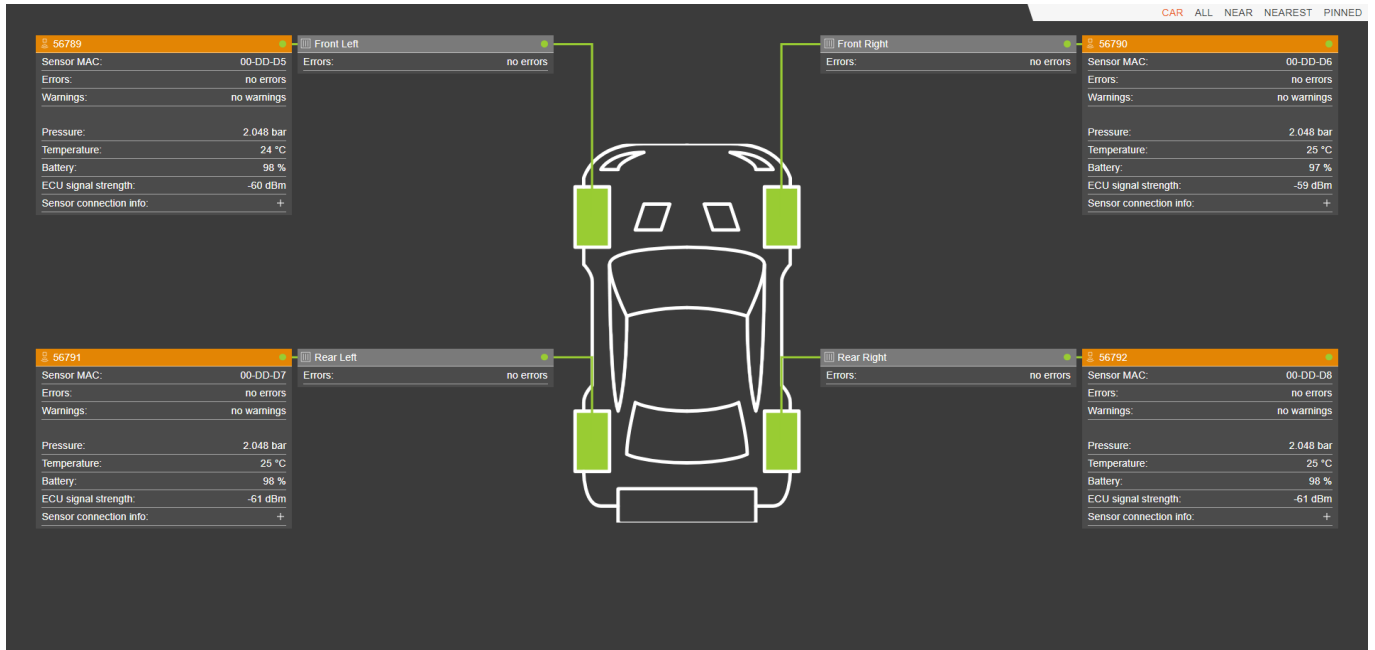 CAR ALL NEAR NEAREST PINNED
56789
Sensor MAC: 00-DD-D5
Errors: no errors
Warnings: no warnings
Pressure: 2.048 bar
Temperature: 24 °C
Battery: 98 %
ECU signal strength: -60 dBm
Sensor connection info: +
Front Left
Errors: no errors
Front Right
Errors: no errors
56790
Sensor MAC: 00-DD-D6
Errors: no errors
Warnings: no warnings
Pressure: 2.048 bar
Temperature: 25 °C
Battery: 97 %
ECU signal strength: -59 dBm
Sensor connection info: +
56791
Sensor MAC: 00-DD-D7
Errors: no errors
Warnings: no warnings
Pressure: 2.048 bar
Temperature: 25 °C
Battery: 98 %
ECU signal strength: -61 dBm
Sensor connection info: +
Rear Left
Errors: no errors
Rear Right
Errors: no errors
56792
Sensor MAC: 00-DD-D8
Errors: no errors
Warnings: no warnings
Pressure: 2.048 bar
Temperature: 25 °C
Battery: 98 %
ECU signal strength: -61 dBm
Sensor connection info: +